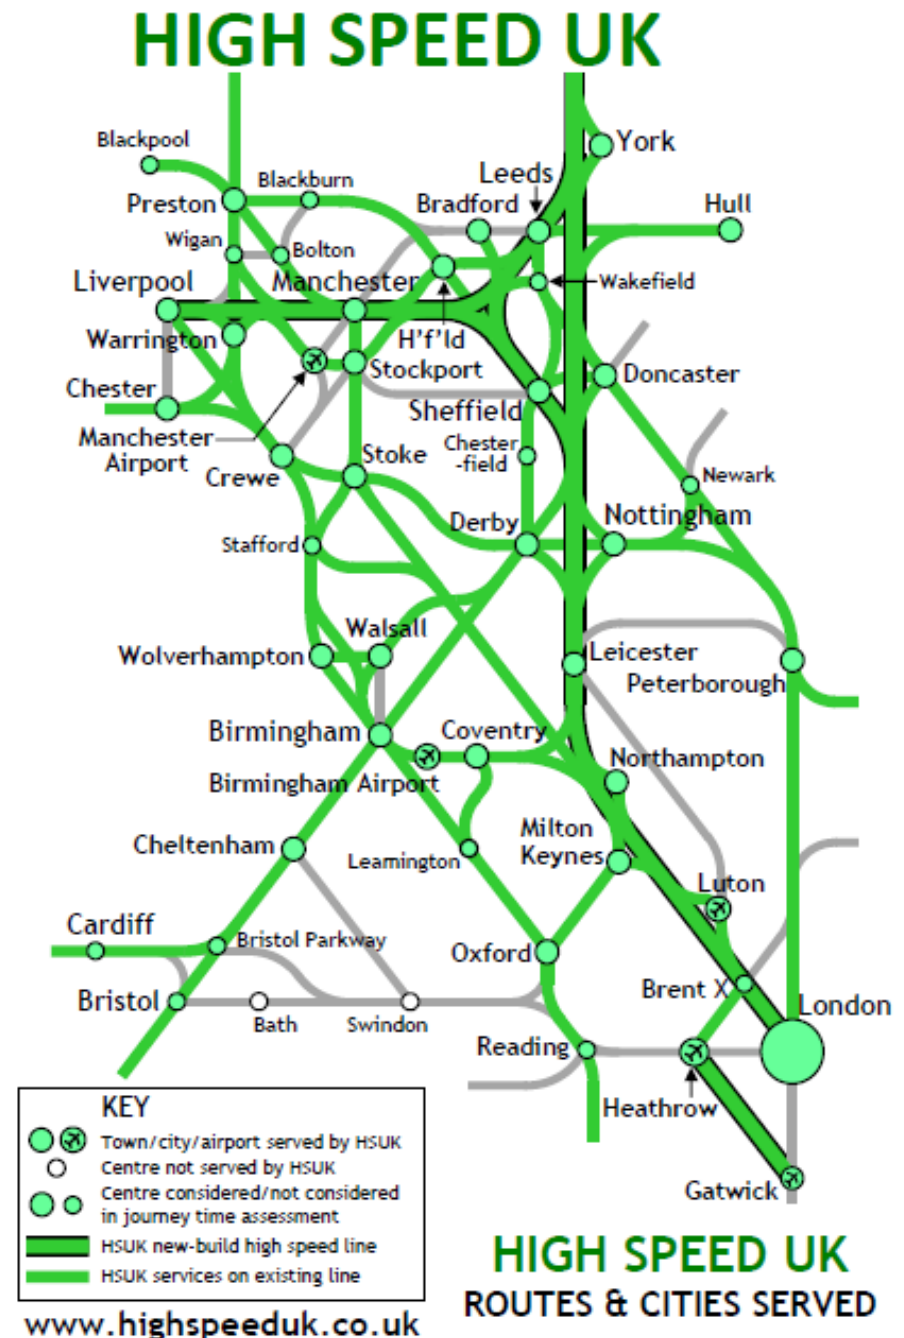 HIGH SPEED UK
Blackpool
York
Leeds
Blackburn
Preston
Bradford
Hull
Wigan
Bolton
Liverpool
Manchester
Wakefield
Warrington
H'f'ld
Stockport
Doncaster
Chester
Sheffield
Manchester
Airport
Chester
-field
Crewe
Stoke
Newark
Derby
Nottingham
Stafford
Walsall
Wolverhampton
Leicester
Peterborough
Birmingham
Coventry
Northampton
Birmingham Airport
Milton
Keynes
Cheltenham
Leamington
Luton
Cardiff
Bristol Parkway
Oxford
Brent X
Bristol
London
Bath
Swindon
Reading
Heathrow
Gatwick
KEY
Town/city/airport served by HSUK
Centre not served by HSUK
Centre considered/not considered
in journey time assessment
HSUK new-build high speed line
HSUK services on existing line
www.highspeeduk.co.uk
HIGH SPEED UK
ROUTES & CITIES SERVED